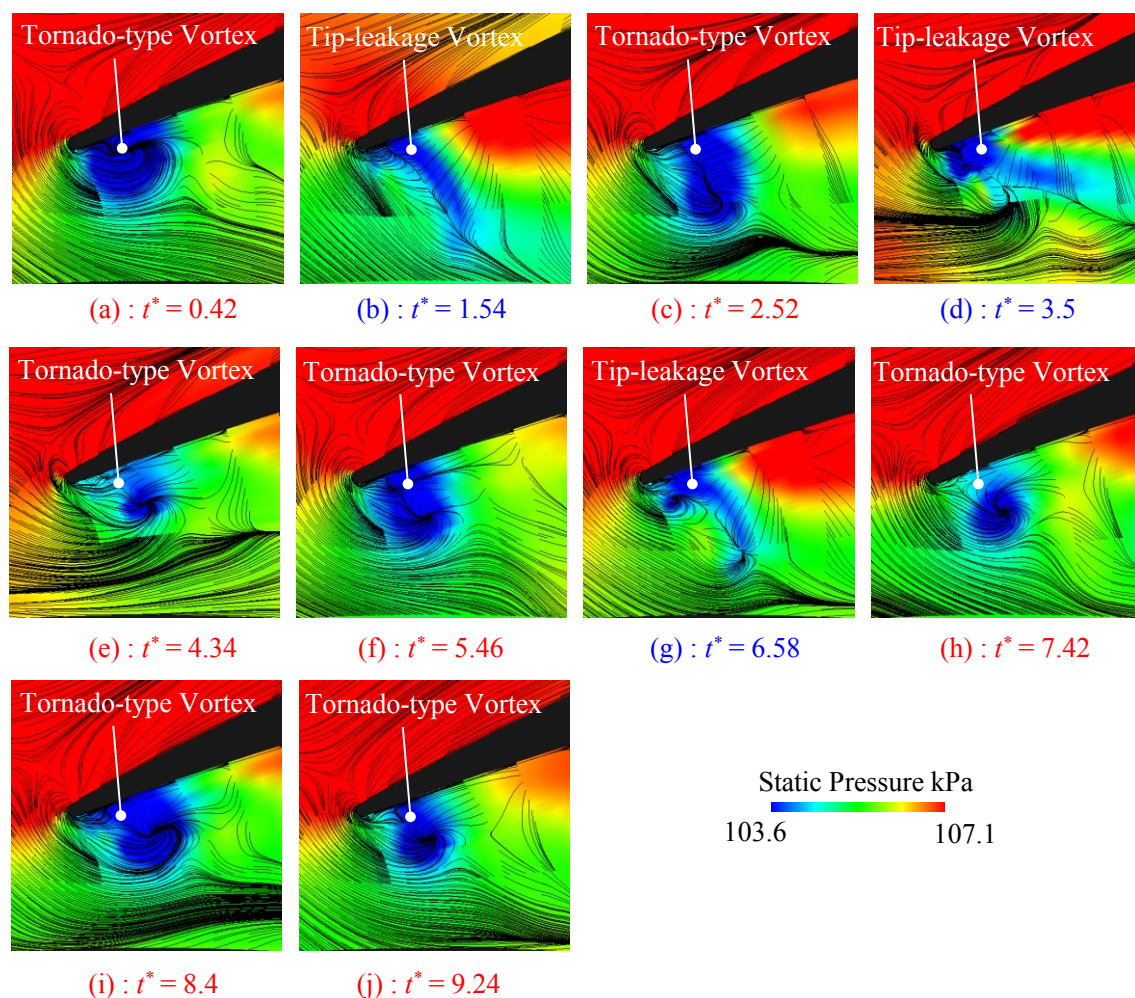 Tornado-type Vortex
Tip-leakage Vortex
Tornado-type Vortex
Tip-leakage Vortex
(a) : t* = 0.42
(b) : t* = 1.54
(c) : t* = 2.52
(d) : t* = 3.5
Tornado-type Vortex
Tornado-type Vortex
Tip-leakage Vortex
Tornado-type Vortex
(e) : t* = 4.34
(f) : t* = 5.46
(g) : t* = 6.58
(h) : t* = 7.42
Tornado-type Vortex
Tornado-type Vortex
Static Pressure kPa
103.6
107.1
(i) : t* = 8.4
(j) : t* = 9.24